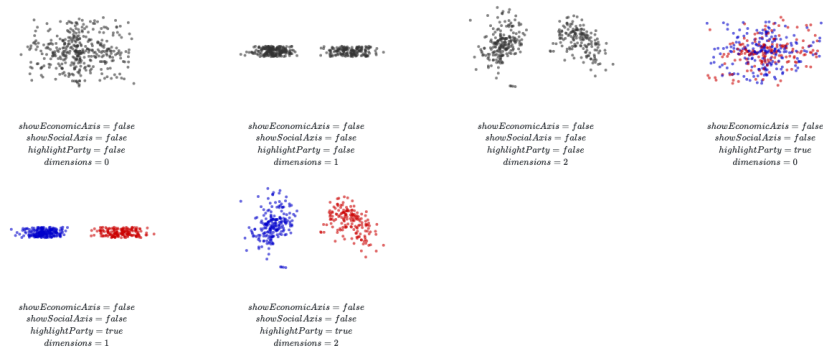 showEconomicAxis = false
showSocialAxis = false
highlightParty = false
dimensions = 0
showEconomicAxis = false
showSocialAxis = false
highlightParty = false
dimensions = 1
showEconomicAxis = false
showSocialAxis = false
highlightParty = false
dimensions = 2
showEconomicAxis = false
showSocialAxis = false
highlightParty = true
dimensions = 0
showEconomicAxis = false
showSocialAxis = false
highlightParty = true
dimensions = 1
showEconomicAxis = false
showSocialAxis = false
highlightParty = true
dimensions = 2